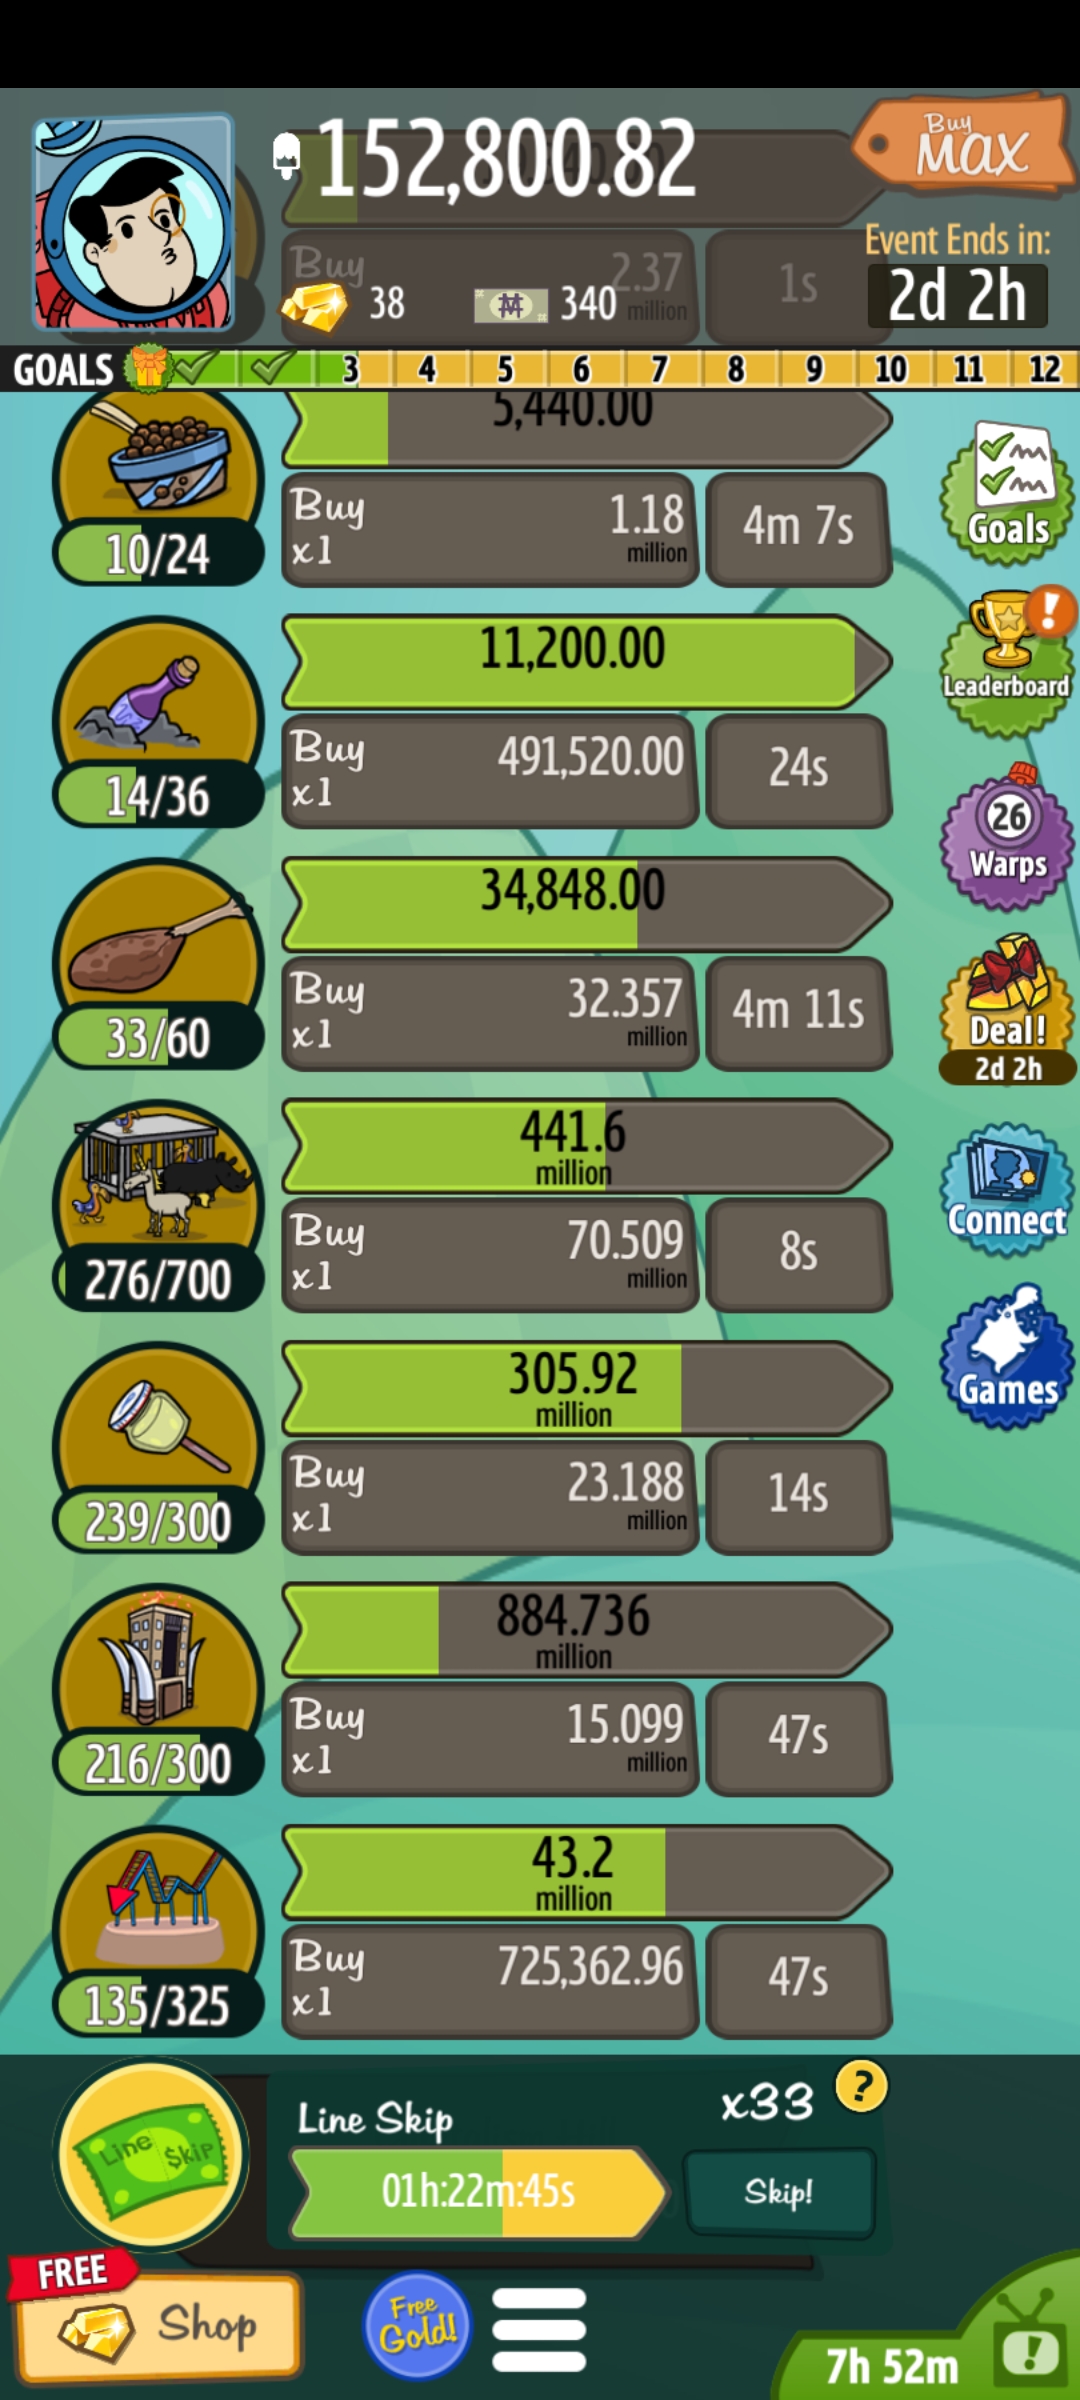 152,800.82
Buy
MAX
Event Ends in:
2d 2h
Buy
2.37
million
1s
38
340
GOALS 3 4 5 6 7 8 9 10 11 12
5,440.00
10/24
Buy
x1
1.18
million
4m 7s
Goals
11,200.00
14/36
Buy
x1
491,520.00
24s
!
Leaderboard
34,848.00
33/60
Buy
x1
32.357
million
4m 11s
26
Warps
Deal!
2d 2h
441.6
million
276/700
Buy
x1
70.509
million
8s
Connect
305.92
million
239/300
Buy
x1
23.188
million
14s
Games
884.736
million
216/300
Buy
x1
15.099
million
47s
43.2
million
135/325
Buy
x1
725,362.96
47s
Line $kip
Line Skip
x33
?
01h:22m:45s
Skip!
FREE
Shop
Free
Gold!
7h 52m
!